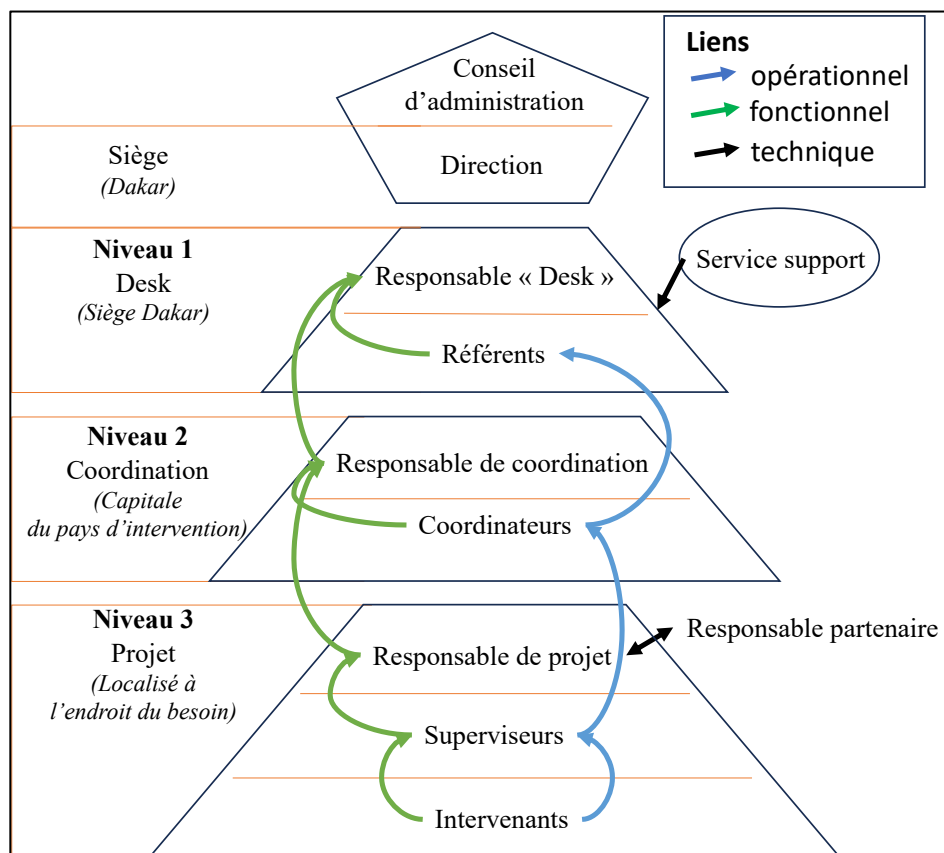 Conseil
d’administration
Liens
opérationnel
fonctionnel
technique
Siège
(Dakar)
Direction
Niveau 1
Desk
(Siège Dakar)
Responsable « Desk »
Service support
Référents
Niveau 2
Coordination
(Capitale
du pays d’intervention)
Responsable de coordination
Coordinateurs
Niveau 3
Projet
(Localisé à
l’endroit du besoin)
Responsable de projet
Responsable partenaire
Superviseurs
Intervenants